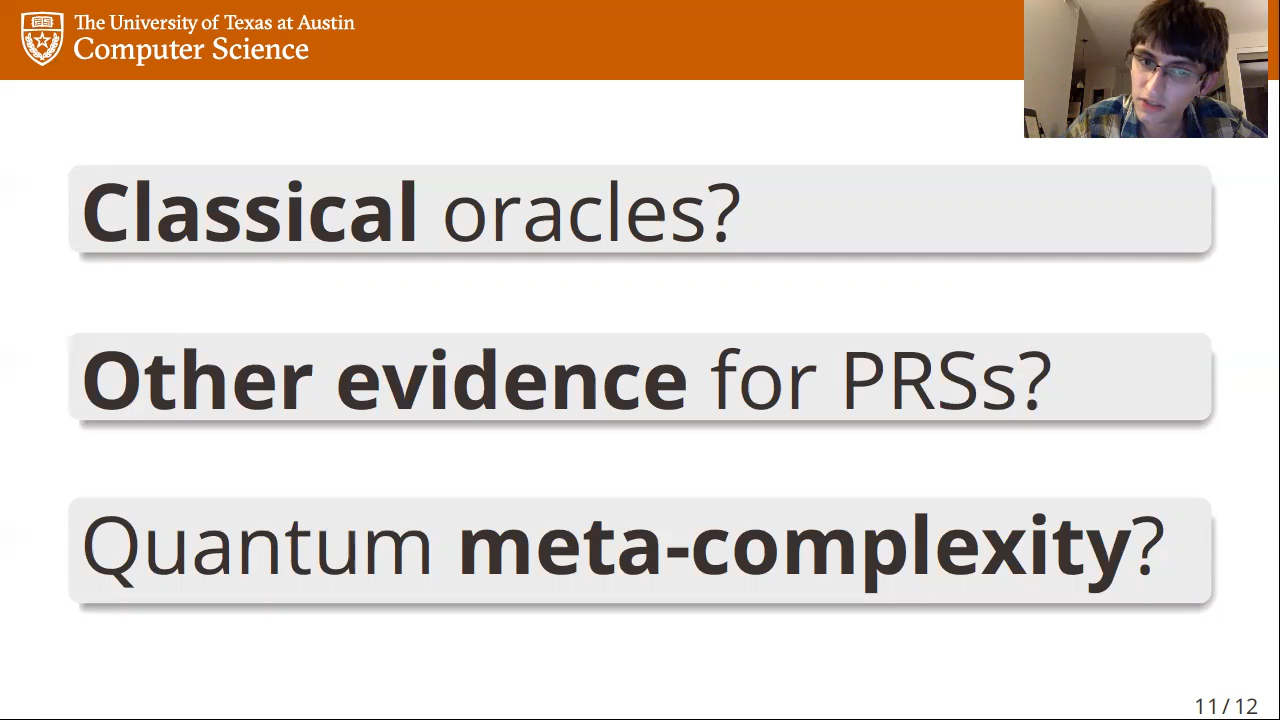 The University of Texas at Austin
Computer Science
Classical oracles?
Other evidence for PRSs?
Quantum meta-complexity?
11 / 12